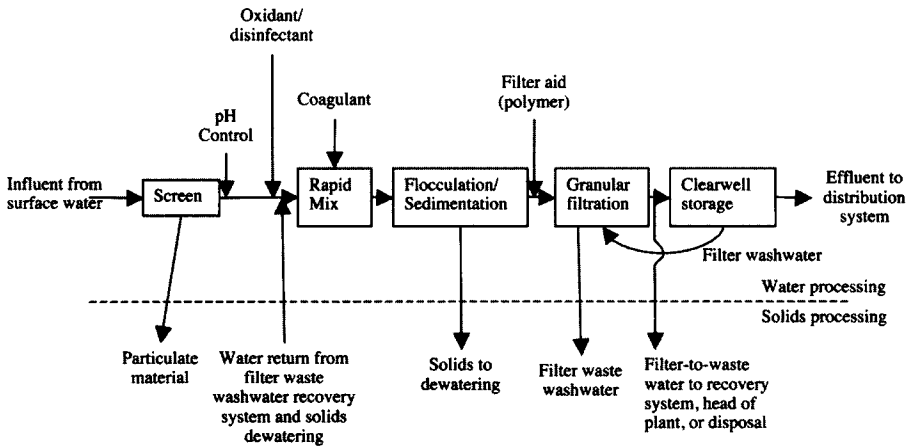 Oxidant/
disinfectant
pH
Control
Coagulant
Filter aid
(polymer)
Influent from
surface water
Screen
Rapid
Mix
Flocculation/
Sedimentation
Granular
filtration
Clearwell
storage
Effluent to
distribution
system
Filter washwater
Water processing
Solids processing
Particulate
material
Water return from
filter waste
washwater recovery
system and solids
dewatering
Solids to
dewatering
Filter waste
washwater
Filter-to-waste
water to recovery
system, head of
plant, or disposal